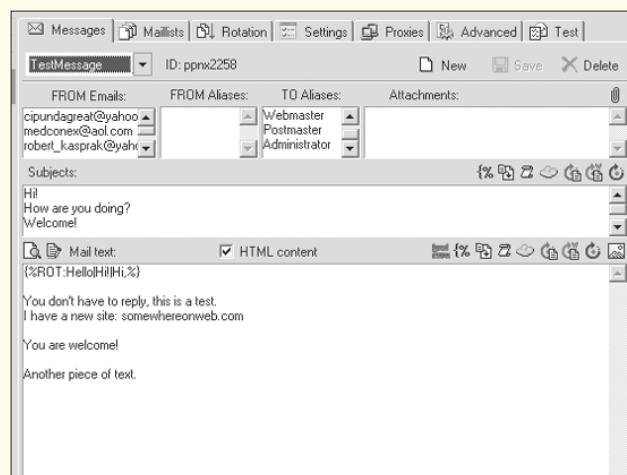 Messages Maillists Rotation Settings Proxies Advanced Test
TestMessage ID: ppnx2258 New Save Delete
FROM Emails: FROM Aliases: TO Aliases: Attachments:
cipundagreat@yahoo Webmaster
medconex@aol.com Postmaster
robert_kasprak@yah Administrator
Subjects: {%
Hi!
How are you doing?
Welcome!
Mail text: HTML content {%
{%ROT:Hello|Hi!|Hi,%}
You don't have to reply, this is a test.
I have a new site: somewhereonweb.com
You are welcome!
Another piece of text.